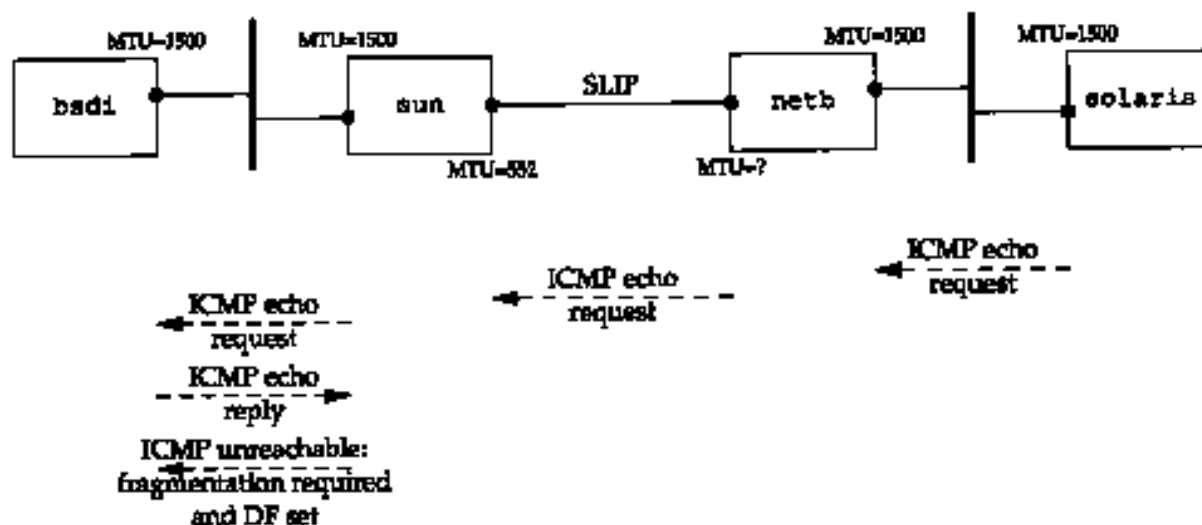 MTU=1500
MTU=1500
MTU=1500
MTU=1500
bsdi
sun
SLIP
netb
solaris
MTU=552
MTU=?
ICMP echo
request
ICMP echo
request
ICMP echo
request
ICMP echo
reply
ICMP unreachable:
fragmentation required
and DF set